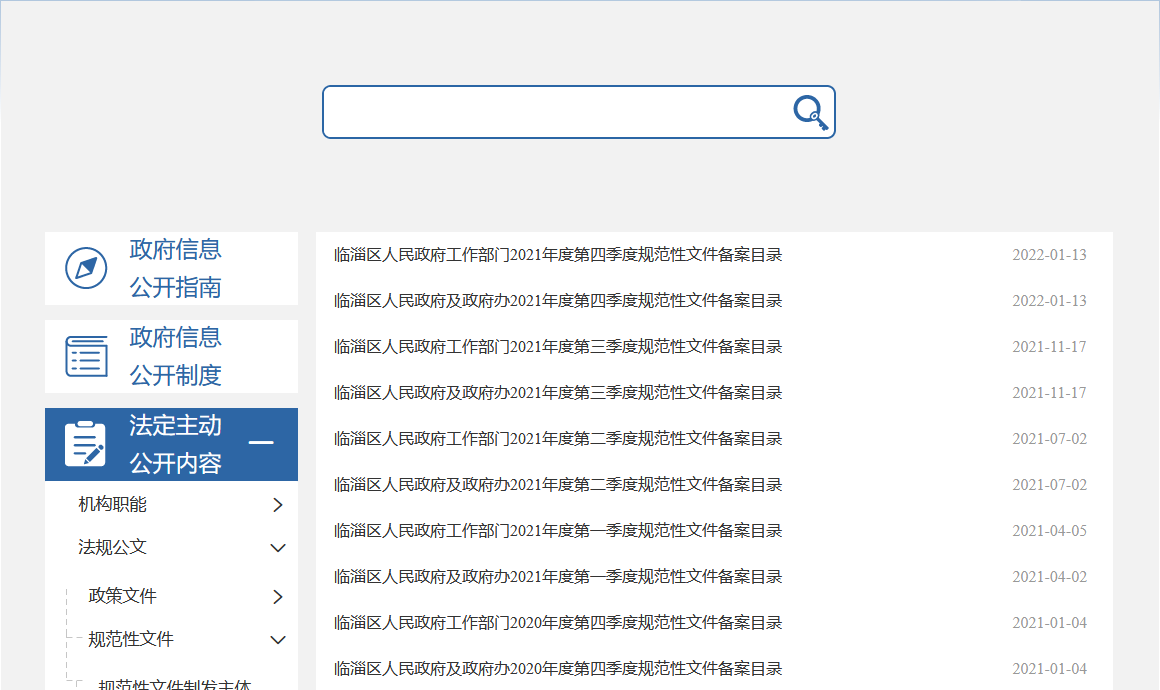 政府信息
公开指南
政府信息
公开制度
法定主动
公开内容
机构职能
法规公文
政策文件
规范性文件
规范性文件制发主体
临淄区人民政府工作部门2021年度第四季度规范性文件备案目录 2022-01-13
临淄区人民政府及政府办2021年度第四季度规范性文件备案目录 2022-01-13
临淄区人民政府工作部门2021年度第三季度规范性文件备案目录 2021-11-17
临淄区人民政府及政府办2021年度第三季度规范性文件备案目录 2021-11-17
临淄区人民政府工作部门2021年度第二季度规范性文件备案目录 2021-07-02
临淄区人民政府及政府办2021年度第二季度规范性文件备案目录 2021-07-02
临淄区人民政府工作部门2021年度第一季度规范性文件备案目录 2021-04-05
临淄区人民政府及政府办2021年度第一季度规范性文件备案目录 2021-04-02
临淄区人民政府工作部门2020年度第四季度规范性文件备案目录 2021-01-04
临淄区人民政府及政府办2020年度第四季度规范性文件备案目录 2021-01-04